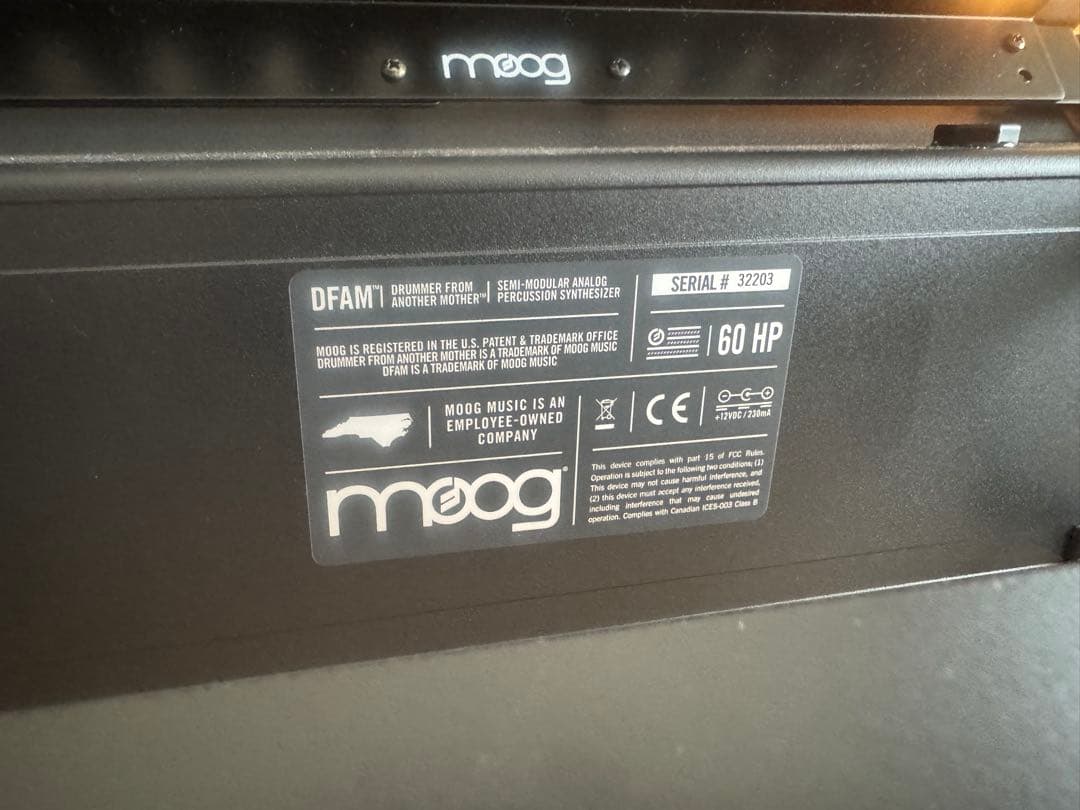 moog
DFAM™
DRUMMER FROM
ANOTHER MOTHER™
SEMI-MODULAR ANALOG
PERCUSSION SYNTHESIZER
SERIAL # 32203
MOOG IS REGISTERED IN THE U.S. PATENT & TRADEMARK OFFICE
DRUMMER FROM ANOTHER MOTHER IS A TRADEMARK OF MOOG MUSIC
DFAM IS A TRADEMARK OF MOOG MUSIC
60 HP
MOOG MUSIC IS AN
EMPLOYEE-OWNED
COMPANY
CE
+12VDC / 230mA
moog®
This device complies with part 15 of FCC Rules.
Operation is subject to the following two conditions; (1)
This device may not cause harmful interference, and
(2) this device must accept any interference received,
including interference that may cause undesired
operation. Complies with Canadian ICES-003 Class B